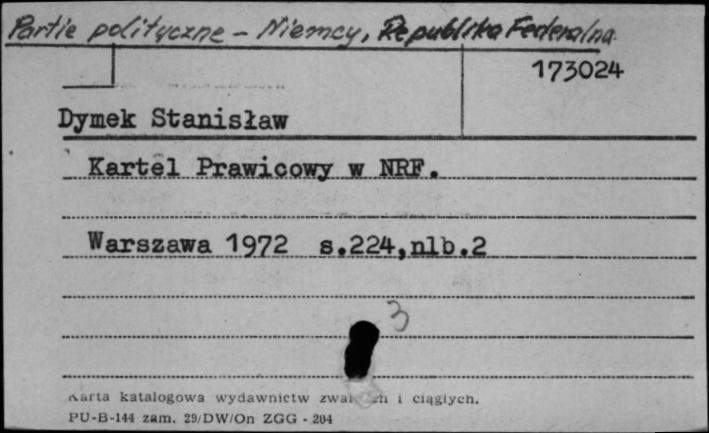 Partie polityczne - Niemcy, Republika Federalna
173024
Dymek Stanisław
Kartel Prawicowy w NRF.
Warszawa 1972 s.224,nlb.2
3
Karta katalogowa wydawnictw i ciągłych.
PU-B-144 zam. 29/DW/On ZGG - 204